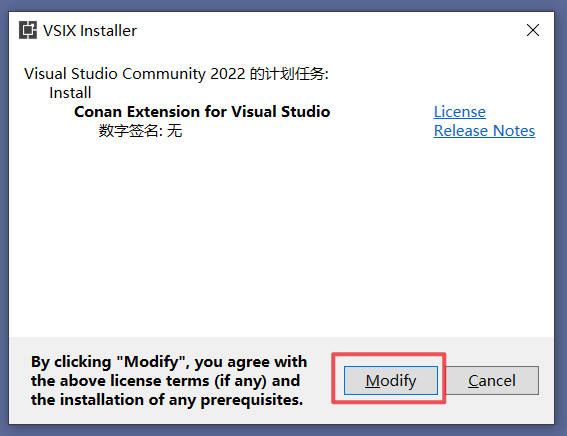 VSIX Installer
Visual Studio Community 2022 的计划任务:
Install
Conan Extension for Visual Studio
License
数字签名: 无
Release Notes
By clicking "Modify", you agree with
the above license terms (if any) and
the installation of any prerequisites.
Modify
Cancel